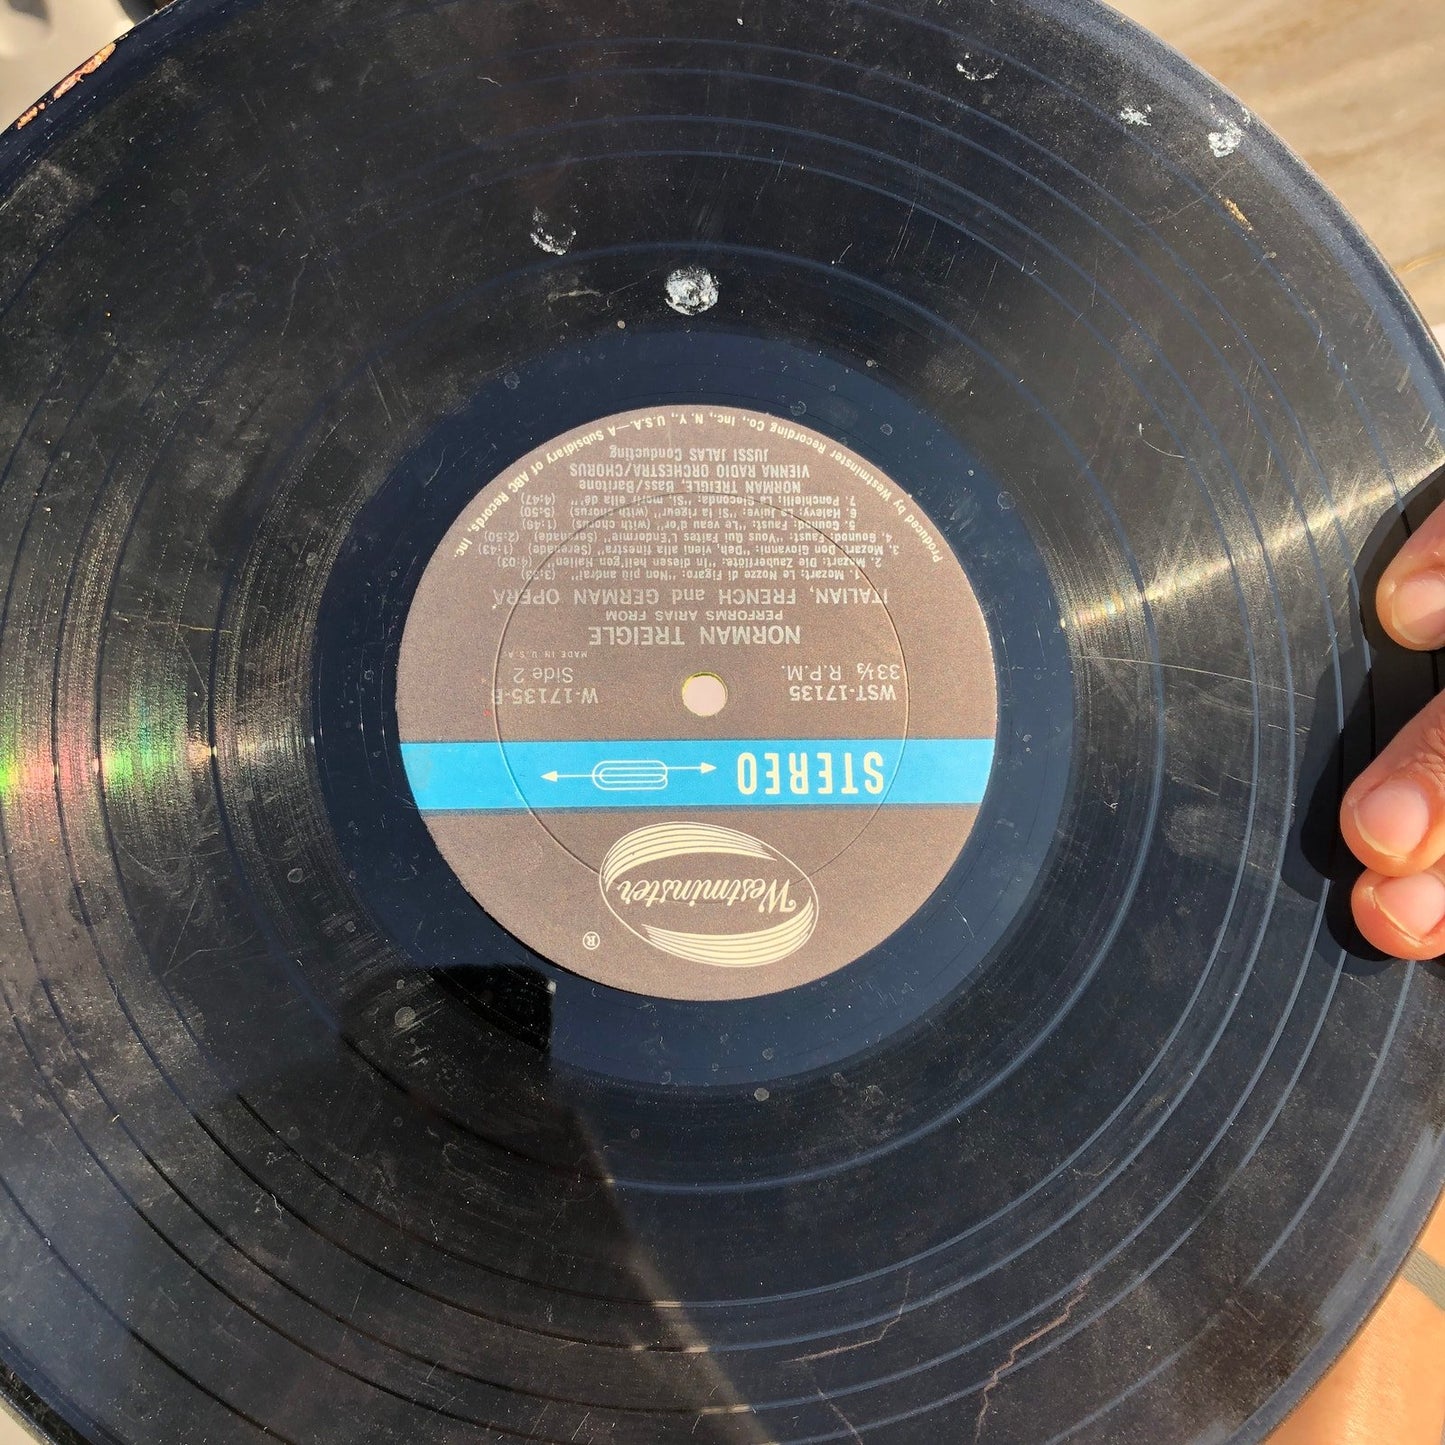 Westminster
®
STEREO
WST-17135 W-17135-B
33⅓ R.P.M. Side 2
MADE IN U.S.A.
NORMAN TREIGLE
PERFORMS ARIAS FROM
ITALIAN, FRENCH and GERMAN OPERA
1. Mozart: Le Nozze di Figaro: "Non più andrai" (3:33)
2. Mozart: Die Zauberflöte: "In diesen heil'gen Hallen" (4:03)
3. Mozart: Don Giovanni: "Deh, vieni alla finestra" (Serenade) (1:43)
4. Gounod: Faust: "Vous Qui Faites L'Endormie" (Serenade) (2:50)
5. Gounod: Faust: "Le veau d'or" (with chorus) (1:49)
6. Halevy: La Juive: "Si la rigeur" (with chorus) (5:50)
7. Ponchielli: La Gioconda: "Si, morir ella de" (4:47)
NORMAN TREIGLE, Bass/Baritone
VIENNA RADIO ORCHESTRA/CHORUS
JUSSI JALAS Conducting
Produced by Westminster Recording Co., Inc., N. Y., U.S.A.—A Subsidiary of ABC Records, Inc.